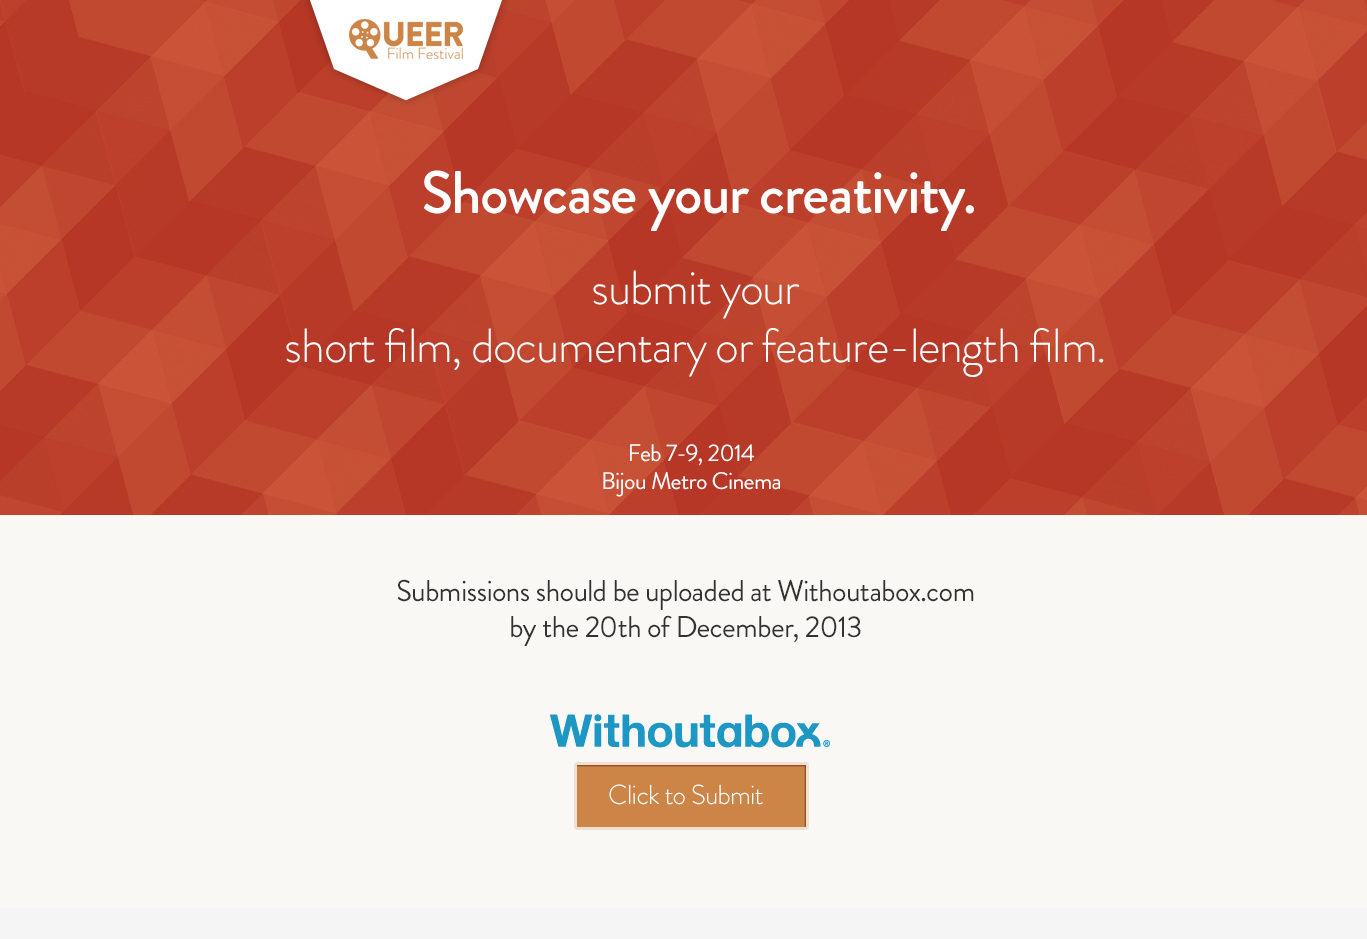 QUEER
Film Festival
Showcase your creativity.
submit your
short film, documentary or feature-length film.
Feb 7-9, 2014
Bijou Metro Cinema
Submissions should be uploaded at Withoutabox.com
by the 20th of December, 2013
Withoutabox®
Click to Submit